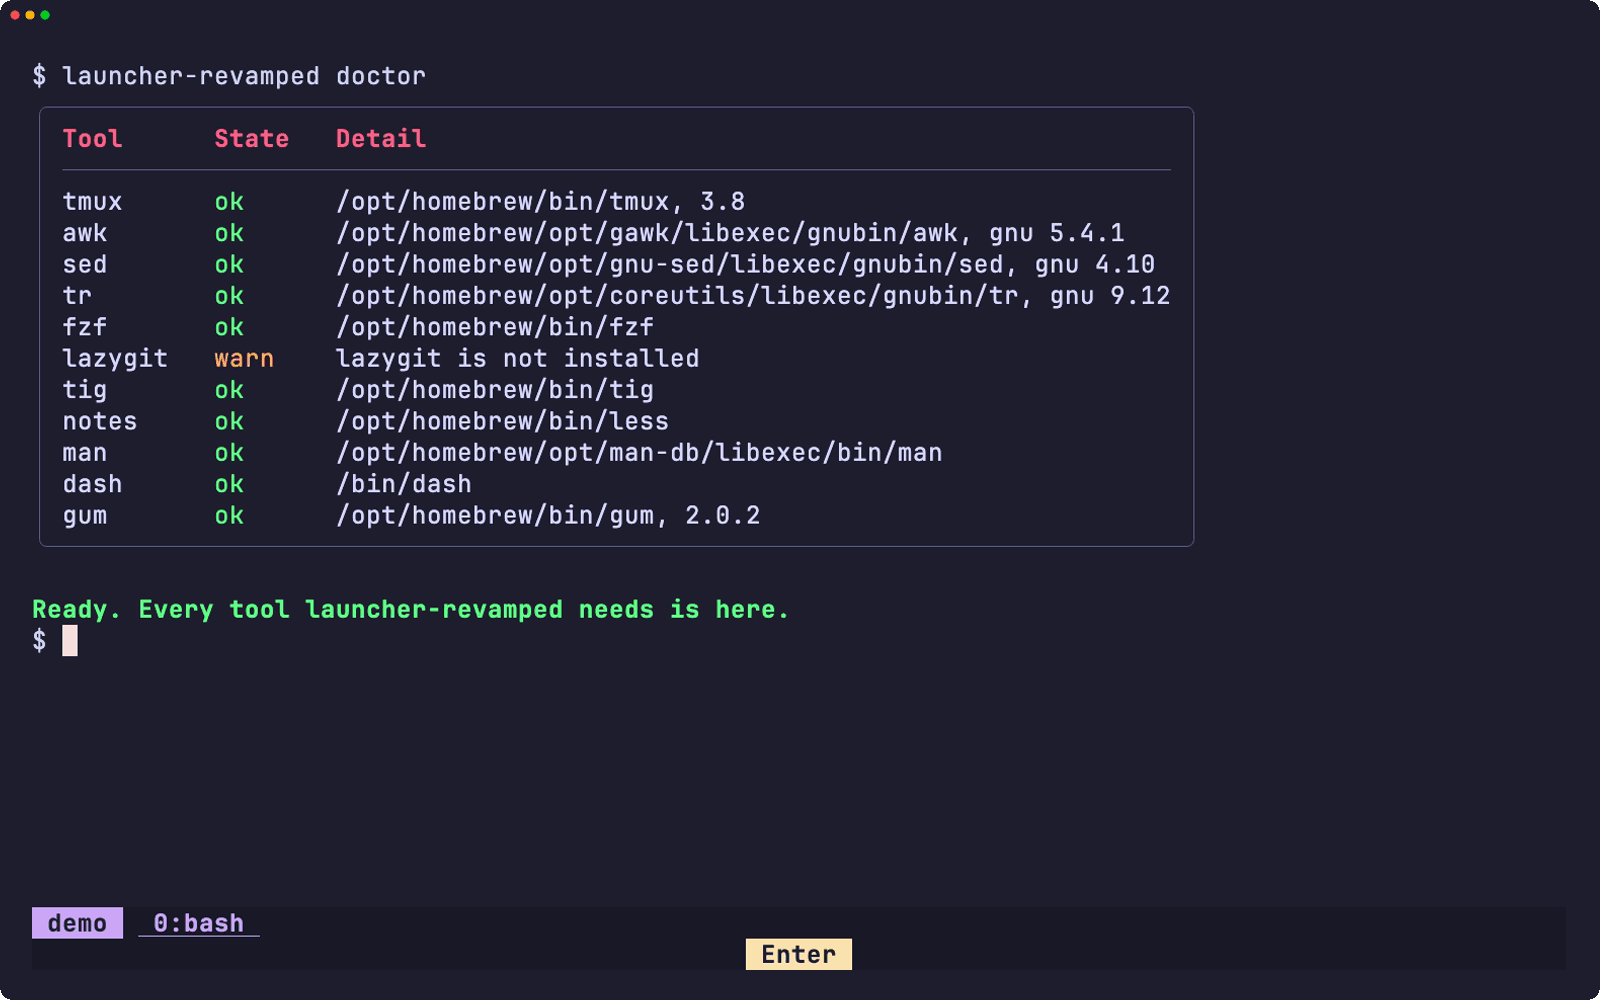 $ launcher-revamped doctor
Tool State Detail
tmux ok /opt/homebrew/bin/tmux, 3.8
awk ok /opt/homebrew/opt/gawk/libexec/gnubin/awk, gnu 5.4.1
sed ok /opt/homebrew/opt/gnu-sed/libexec/gnubin/sed, gnu 4.10
tr ok /opt/homebrew/opt/coreutils/libexec/gnubin/tr, gnu 9.12
fzf ok /opt/homebrew/bin/fzf
lazygit warn lazygit is not installed
tig ok /opt/homebrew/bin/tig
notes ok /opt/homebrew/bin/less
man ok /opt/homebrew/opt/man-db/libexec/bin/man
dash ok /bin/dash
gum ok /opt/homebrew/bin/gum, 2.0.2
Ready. Every tool launcher-revamped needs is here.
$
demo 0:bash
Enter